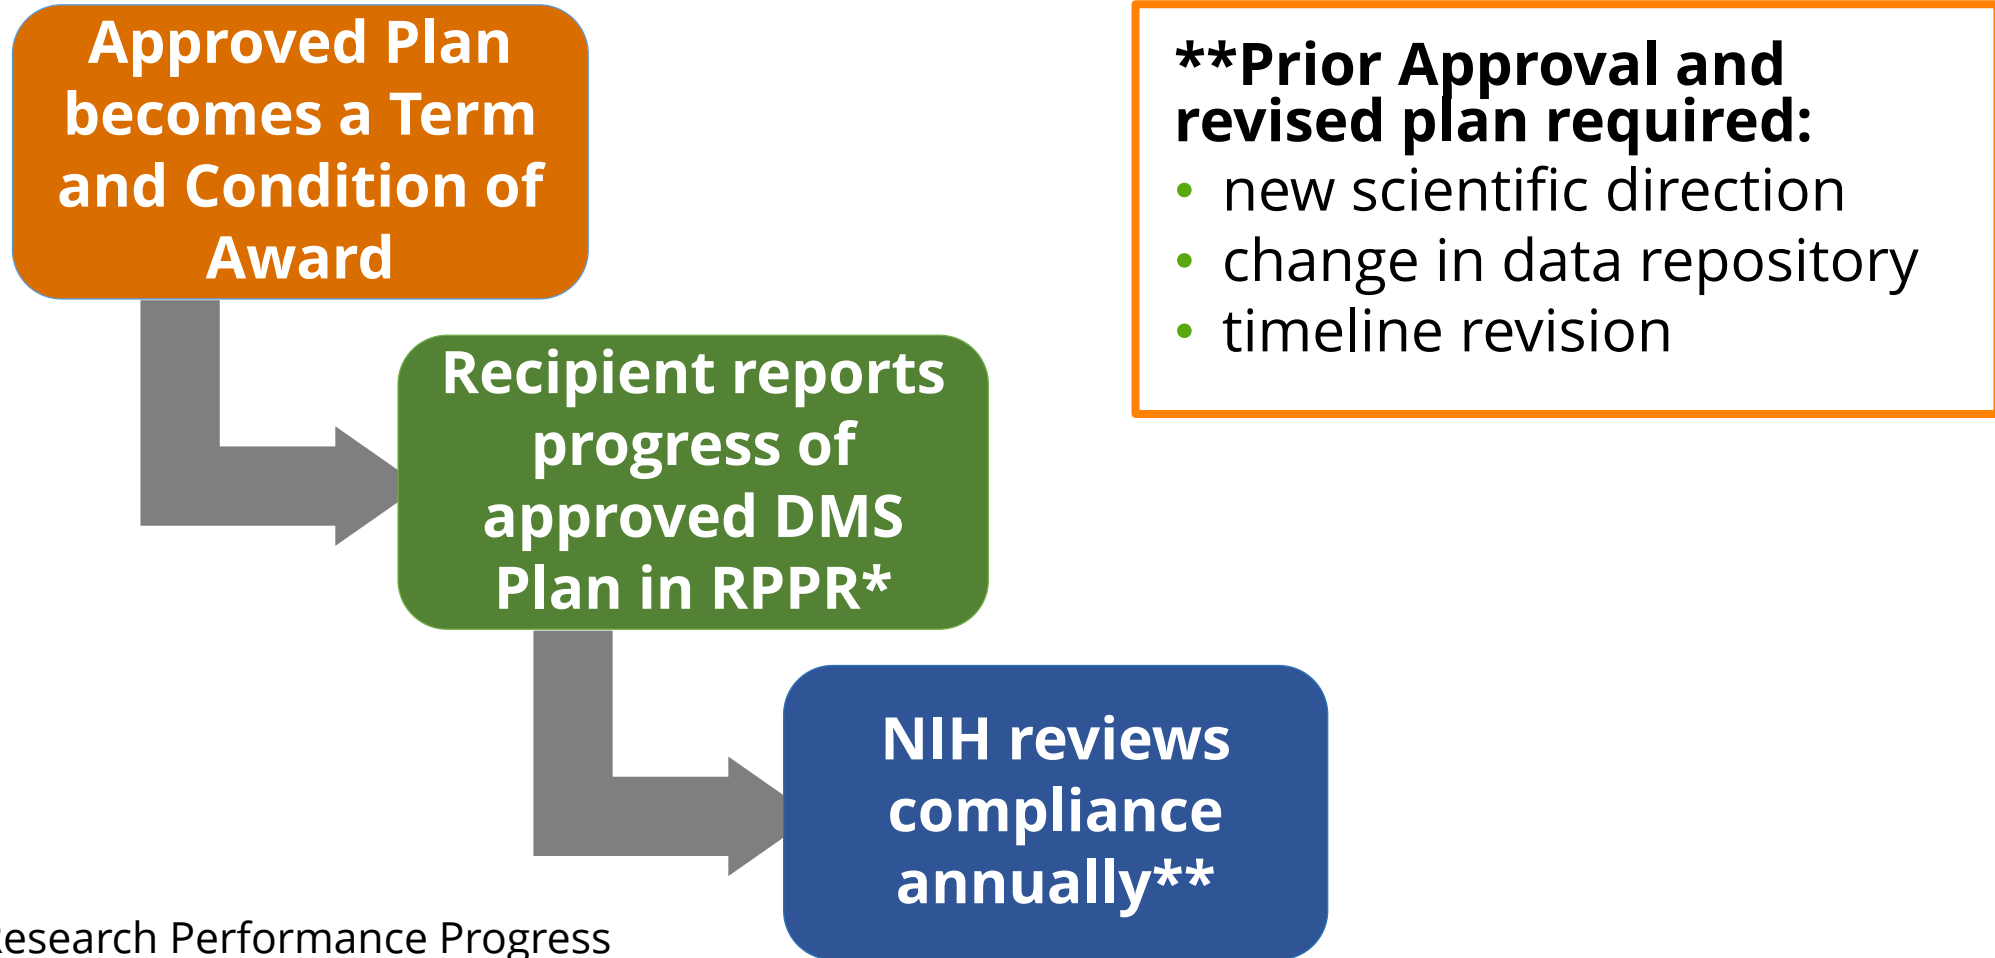 Approved Plan
becomes a Term
and Condition of
Award
**Prior Approval and
revised plan required:
• new scientific direction
• change in data repository
• timeline revision
Recipient reports
progress of
approved DMS
Plan in RPPR*
NIH reviews
compliance
annually**
esearch Performance Progress